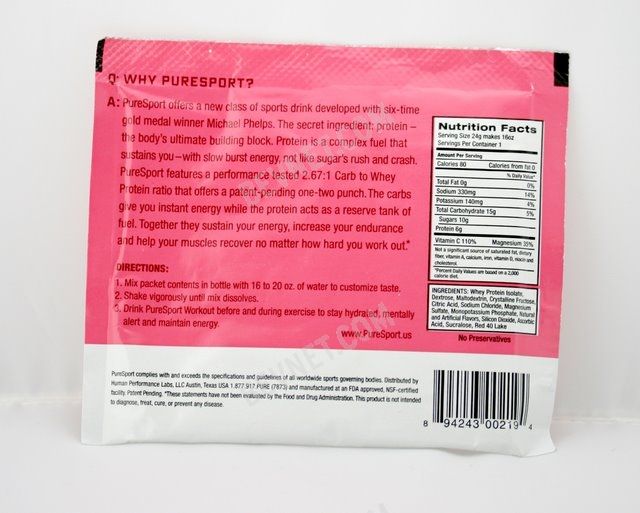 Q: WHY PURESPORT?
A: PureSport offers a new class of sports drink developed with six-time
gold medal winner Michael Phelps. The secret ingredient: protein –
the body's ultimate building block. Protein is a complex fuel that
sustains you—with slow burst energy, not like sugar's rush and crash.
PureSport features a performance tested 2.67:1 Carb to Whey
Protein ratio that offers a patent-pending one-two punch. The carbs
give you instant energy while the protein acts as a reserve tank of
fuel. Together they sustain your energy, increase your endurance
and help your muscles recover no matter how hard you work out.*
DIRECTIONS:
1. Mix packet contents in bottle with 16 to 20 oz. of water to customize taste.
2. Shake vigorously until mix dissolves.
3. Drink PureSport Workout before and during exercise to stay hydrated, mentally
alert and maintain energy.
www.PureSport.us
Nutrition Facts
Serving Size 24g makes 16oz
Servings Per Container 1
Amount Per Serving
Calories 80 Calories from fat 0
% Daily Value*
Total Fat 0g 0%
Sodium 330mg 14%
Potassium 140mg 4%
Total Carbohydrate 15g 5%
Sugars 10g
Protein 6g
Vitamin C 110% Magnesium 35%
Not a significant source of saturated fat, dietary
fiber, vitamin A, calcium, iron, vitamin D, niacin and
cholesterol.
*Percent Daily Values are based on a 2,000
calorie diet.
INGREDIENTS: Whey Protein Isolate,
Dextrose, Maltodextrin, Crystalline Fructose,
Citric Acid, Sodium Chloride, Magnesium
Sulfate, Monopotassium Phosphate, Natural
and Artificial Flavors, Silicon Dioxide, Ascorbic
Acid, Sucralose, Red 40 Lake
No Preservatives
PureSport complies with and exceeds the specifications and guidelines of all worldwide sports governing bodies. Distributed by
Human Performance Labs, LLC Austin, Texas USA 1.877.917.PURE (7873) and manufactured at an FDA approved, NSF-certified
facility. Patent Pending. *These statements have not been evaluated by the Food and Drug Administration. This product is not intended
to diagnose, treat, cure, or prevent any disease.
8 94243 00219 4